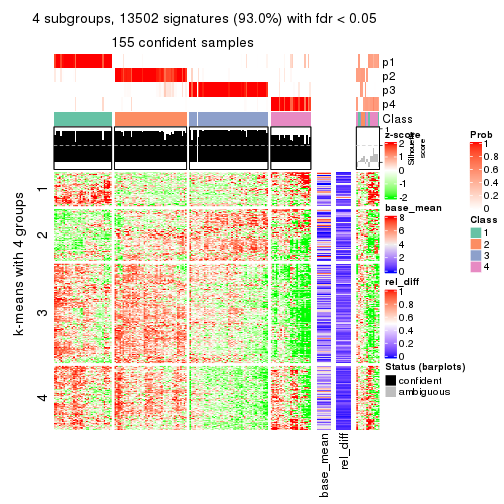 4 subgroups, 13502 signatures (93.0%) with fdr < 0.05
155 confident samples
p1
p2
p3
p4
Class
1
Silhouette
score
z-score
2
1
0
-1
-2
base_mean
8
6
4
2
0
rel_diff
1
0.8
0.6
0.4
0.2
0
Status (barplots)
confident
ambiguous
Prob
1
0.8
0.6
0.4
0.2
0
Class
1
2
3
4
k-means with 4 groups
1
2
3
4
base_mean
rel_diff